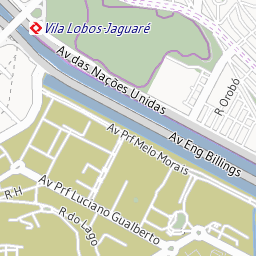 Vila Lobos-Jaguaré
Av das Nações Unidas
R Orobó
Av Eng Billings
Av Prf Melo Morais
Av Prf Luciano Gualberto
R H
R do Lago